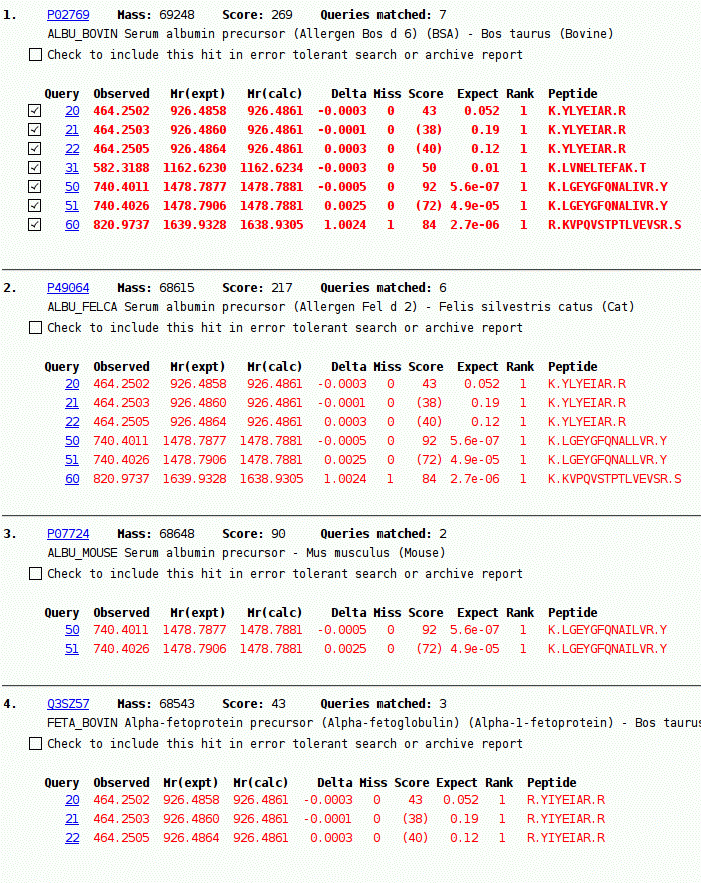 1. P02769 Mass: 69248 Score: 269 Queries matched: 7
ALBU_BOVIN Serum albumin precursor (Allergen Bos d 6) (BSA) - Bos taurus (Bovine)
Check to include this hit in error tolerant search or archive report
Query Observed Mr(expt) Mr(calc) Delta Miss Score Expect Rank Peptide
20 464.2502 926.4858 926.4861 -0.0003 0 43 0.052 1 K.YLYEIAR.R
21 464.2503 926.4860 926.4861 -0.0001 0 (38) 0.19 1 K.YLYEIAR.R
22 464.2505 926.4864 926.4861 0.0003 0 (40) 0.12 1 K.YLYEIAR.R
31 582.3188 1162.6230 1162.6234 -0.0003 0 50 0.01 1 K.LVNELTEFAK.T
50 740.4011 1478.7877 1478.7881 -0.0005 0 92 5.6e-07 1 K.LGEYGFQNALIVR.Y
51 740.4026 1478.7906 1478.7881 0.0025 0 (72) 4.9e-05 1 K.LGEYGFQNALIVR.Y
60 820.9737 1639.9328 1638.9305 1.0024 1 84 2.7e-06 1 R.KVPQVSTPTLVEVSR.S
2. P49064 Mass: 68615 Score: 217 Queries matched: 6
ALBU_FELCA Serum albumin precursor (Allergen Fel d 2) - Felis silvestris catus (Cat)
Check to include this hit in error tolerant search or archive report
Query Observed Mr(expt) Mr(calc) Delta Miss Score Expect Rank Peptide
20 464.2502 926.4858 926.4861 -0.0003 0 43 0.052 1 K.YLYEIAR.R
21 464.2503 926.4860 926.4861 -0.0001 0 (38) 0.19 1 K.YLYEIAR.R
22 464.2505 926.4864 926.4861 0.0003 0 (40) 0.12 1 K.YLYEIAR.R
50 740.4011 1478.7877 1478.7881 -0.0005 0 92 5.6e-07 1 K.LGEYGFQNALLVR.Y
51 740.4026 1478.7906 1478.7881 0.0025 0 (72) 4.9e-05 1 K.LGEYGFQNALLVR.Y
60 820.9737 1639.9328 1638.9305 1.0024 1 84 2.7e-06 1 K.KVPQVSTPTLVEVSR.S
3. P07724 Mass: 68648 Score: 90 Queries matched: 2
ALBU_MOUSE Serum albumin precursor - Mus musculus (Mouse)
Check to include this hit in error tolerant search or archive report
Query Observed Mr(expt) Mr(calc) Delta Miss Score Expect Rank Peptide
50 740.4011 1478.7877 1478.7881 -0.0005 0 92 5.6e-07 1 K.LGEYGFQNAILVR.Y
51 740.4026 1478.7906 1478.7881 0.0025 0 (72) 4.9e-05 1 K.LGEYGFQNAILVR.Y
4. Q3SZ57 Mass: 68543 Score: 43 Queries matched: 3
FETA_BOVIN Alpha-fetoprotein precursor (Alpha-fetoglobulin) (Alpha-1-fetoprotein) - Bos taurus
Check to include this hit in error tolerant search or archive report
Query Observed Mr(expt) Mr(calc) Delta Miss Score Expect Rank Peptide
20 464.2502 926.4858 926.4861 -0.0003 0 43 0.052 1 R.YIYEIAR.R
21 464.2503 926.4860 926.4861 -0.0001 0 (38) 0.19 1 R.YIYEIAR.R
22 464.2505 926.4864 926.4861 0.0003 0 (40) 0.12 1 R.YIYEIAR.R